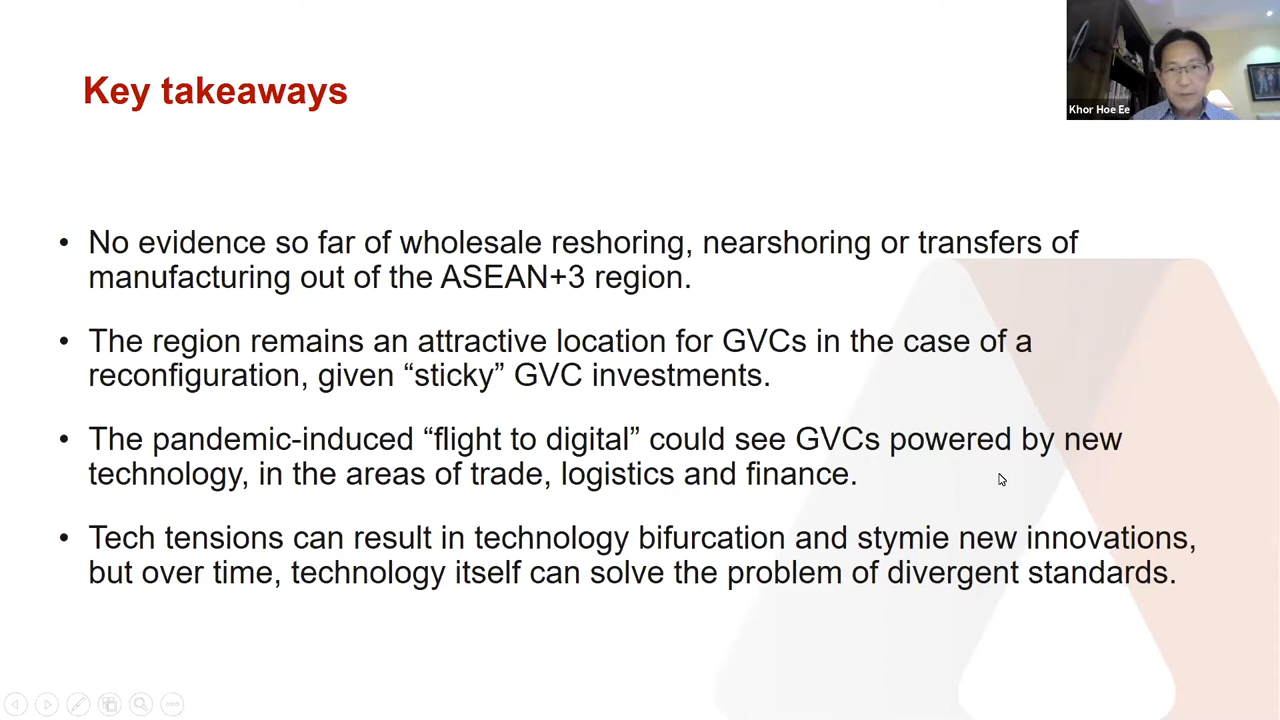 Key takeaways
Khor Hoe Ee
• No evidence so far of wholesale reshoring, nearshoring or transfers of
manufacturing out of the ASEAN+3 region.
• The region remains an attractive location for GVCs in the case of a
reconfiguration, given “sticky” GVC investments.
• The pandemic-induced “flight to digital” could see GVCs powered by new
technology, in the areas of trade, logistics and finance.
• Tech tensions can result in technology bifurcation and stymie new innovations,
but over time, technology itself can solve the problem of divergent standards.